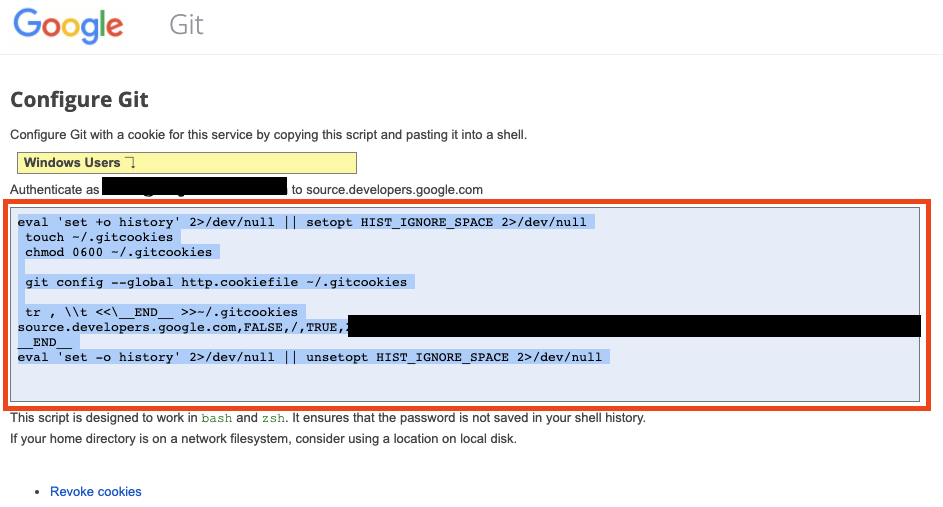 Google Git
Configure Git
Configure Git with a cookie for this service by copying this script and pasting it into a shell.
Windows Users ⤵
Authenticate as to source.developers.google.com
eval 'set +o history' 2>/dev/null || setopt HIST_IGNORE_SPACE 2>/dev/null
 touch ~/.gitcookies
 chmod 0600 ~/.gitcookies
 git config --global http.cookiefile ~/.gitcookies
 tr , \\t <<\__END__ >>~/.gitcookies
source.developers.google.com,FALSE,/,TRUE,
__END__
eval 'set -o history' 2>/dev/null || unsetopt HIST_IGNORE_SPACE 2>/dev/null
This script is designed to work in bash and zsh. It ensures that the password is not saved in your shell history.
If your home directory is on a network filesystem, consider using a location on local disk.
• Revoke cookies